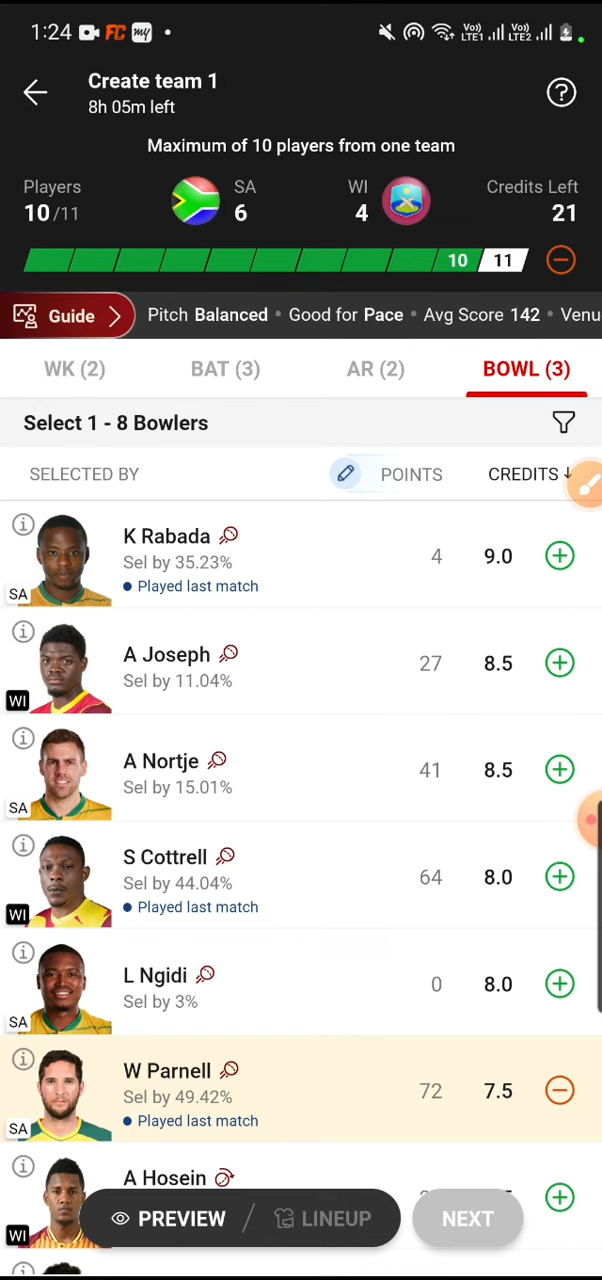 1:24 FC my Vo) LTE1 Vo) LTE2
Create team 1
8h 05m left
Maximum of 10 players from one team
Players SA WI Credits Left
10/11 6 4 21
10 11
Guide Pitch Balanced • Good for Pace • Avg Score 142 • Venu
WK (2) BAT (3) AR (2) BOWL (3)
Select 1 - 8 Bowlers
SELECTED BY POINTS CREDITS ↓
K Rabada
Sel by 35.23% 4 9.0
Played last match
SA
A Joseph
27 8.5
Sel by 11.04%
WI
A Nortje
41 8.5
Sel by 15.01%
SA
S Cottrell
Sel by 44.04% 64 8.0
Played last match
WI
L Ngidi
0 8.0
Sel by 3%
SA
W Parnell
Sel by 49.42% 72 7.5
Played last match
SA
A Hosein
PREVIEW / LINEUP NEXT
WI